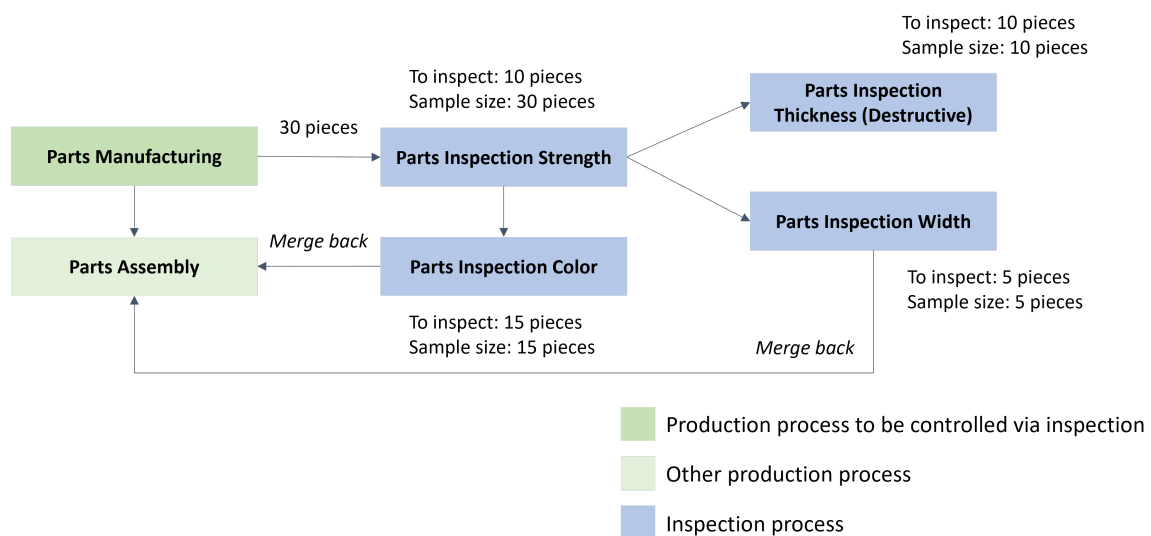 To inspect: 10 pieces
Sample size: 10 pieces
To inspect: 10 pieces
Sample size: 30 pieces
Parts Inspection
Thickness (Destructive)
30 pieces
Parts Manufacturing
Parts Inspection Strength
Parts Inspection Width
Merge back
Parts Assembly
Parts Inspection Color
To inspect: 5 pieces
Sample size: 5 pieces
To inspect: 15 pieces
Sample size: 15 pieces
Merge back
Production process to be controlled via inspection
Other production process
Inspection process